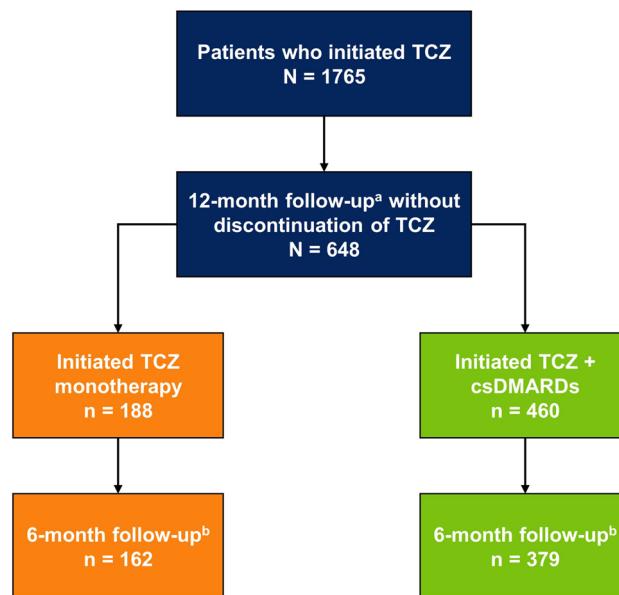 Patients who initiated TCZ
N = 1765
12-month follow-upᵃ without
discontinuation of TCZ
N = 648
Initiated TCZ
monotherapy
n = 188
Initiated TCZ +
csDMARDs
n = 460
6-month follow-upᵇ
n = 162
6-month follow-upᵇ
n = 379